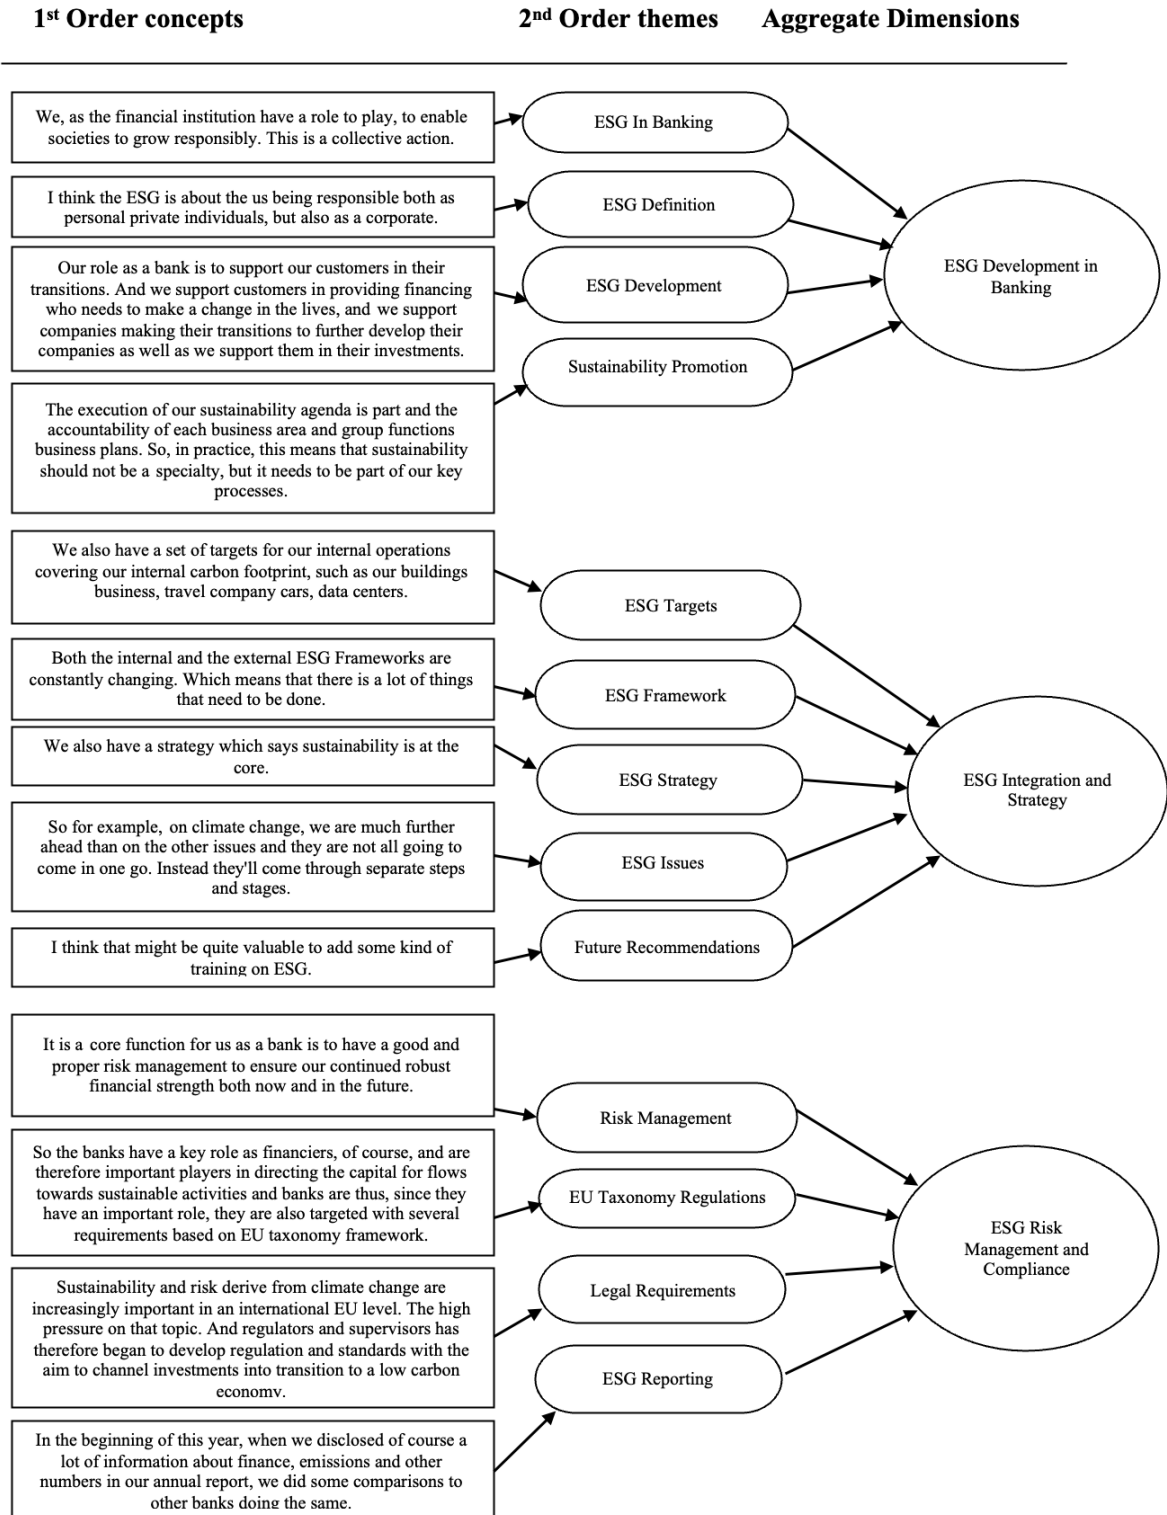 1st Order concepts 2nd Order themes Aggregate Dimensions
We, as the financial institution have a role to play, to enable
societies to grow responsibly. This is a collective action.
ESG In Banking
I think the ESG is about the us being responsible both as
personal private individuals, but also as a corporate.
ESG Definition
Our role as a bank is to support our customers in their
transitions. And we support customers in providing financing
who needs to make a change in the lives, and we support
companies making their transitions to further develop their
companies as well as we support them in their investments.
ESG Development
The execution of our sustainability agenda is part and the
accountability of each business area and group functions
business plans. So, in practice, this means that sustainability
should not be a specialty, but it needs to be part of our key
processes.
Sustainability Promotion
ESG Development in
Banking
We also have a set of targets for our internal operations
covering our internal carbon footprint, such as our buildings
business, travel company cars, data centers.
ESG Targets
Both the internal and the external ESG Frameworks are
constantly changing. Which means that there is a lot of things
that need to be done.
ESG Framework
We also have a strategy which says sustainability is at the
core.
ESG Strategy
So for example, on climate change, we are much further
ahead than on the other issues and they are not all going to
come in one go. Instead they'll come through separate steps
and stages.
ESG Issues
I think that might be quite valuable to add some kind of
training on ESG.
Future Recommendations
ESG Integration and
Strategy
It is a core function for us as a bank is to have a good and
proper risk management to ensure our continued robust
financial strength both now and in the future.
Risk Management
So the banks have a key role as financiers, of course, and are
therefore important players in directing the capital for flows
towards sustainable activities and banks are thus, since they
have an important role, they are also targeted with several
requirements based on EU taxonomy framework.
EU Taxonomy Regulations
Sustainability and risk derive from climate change are
increasingly important in an international EU level. The high
pressure on that topic. And regulators and supervisors has
therefore began to develop regulation and standards with the
aim to channel investments into transition to a low carbon
economy.
Legal Requirements
In the beginning of this year, when we disclosed of course a
lot of information about finance, emissions and other
numbers in our annual report, we did some comparisons to
other banks doing the same.
ESG Reporting
ESG Risk
Management and
Compliance